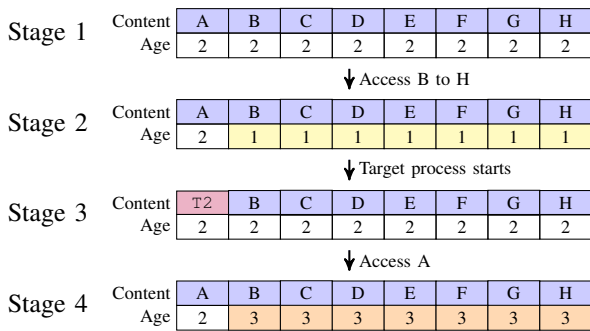 Stage 1 Content A B C D E F G H
Age 2 2 2 2 2 2 2 2
Access B to H
Stage 2 Content A B C D E F G H
Age 2 1 1 1 1 1 1 1
Target process starts
Stage 3 Content T2 B C D E F G H
Age 2 2 2 2 2 2 2 2
Access A
Stage 4 Content A B C D E F G H
Age 2 3 3 3 3 3 3 3